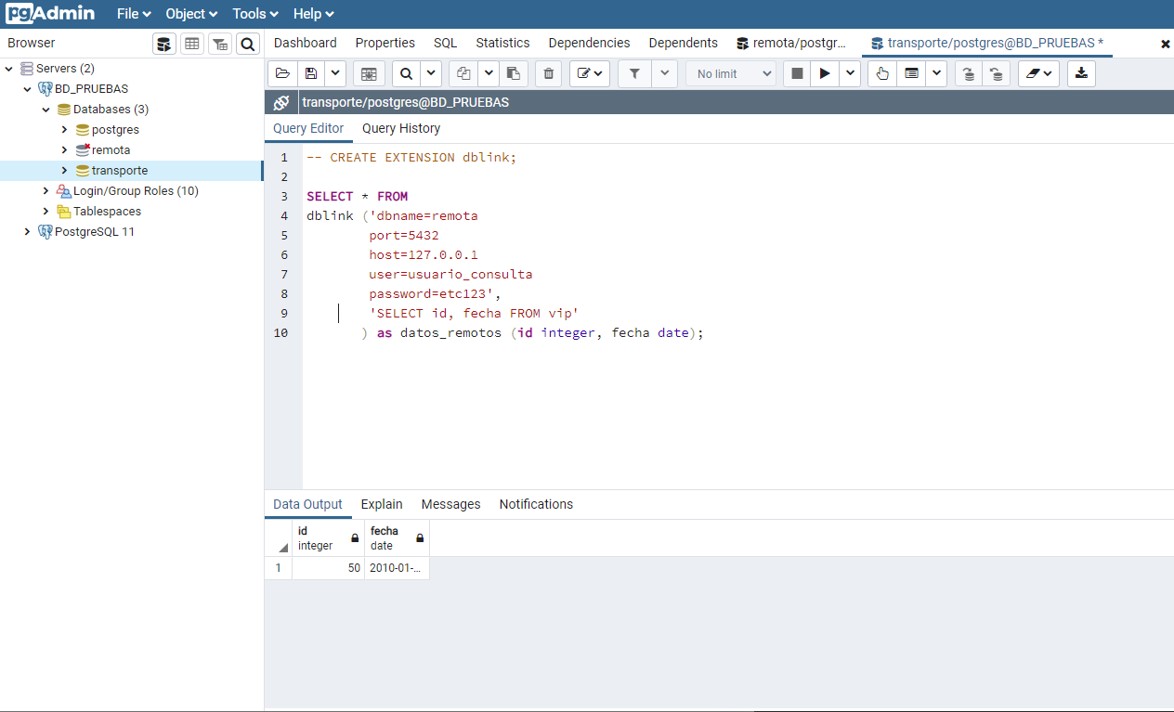 pgAdmin File Object Tools Help
Browser
Dashboard Properties SQL Statistics Dependencies Dependents remota/postgr... transporte/postgres@BD_PRUEBAS *
Servers (2)
BD_PRUEBAS
Databases (3)
postgres
remota
transporte
Login/Group Roles (10)
Tablespaces
PostgreSQL 11
No limit
transporte/postgres@BD_PRUEBAS
Query Editor Query History
1 -- CREATE EXTENSION dblink;
2
3 SELECT * FROM
4 dblink ('dbname=remota
5 port=5432
6 host=127.0.0.1
7 user=usuario_consulta
8 password=etc123',
9 'SELECT id, fecha FROM vip'
10 ) as datos_remotos (id integer, fecha date);
Data Output Explain Messages Notifications
id fecha
integer date
1 50 2010-01-...